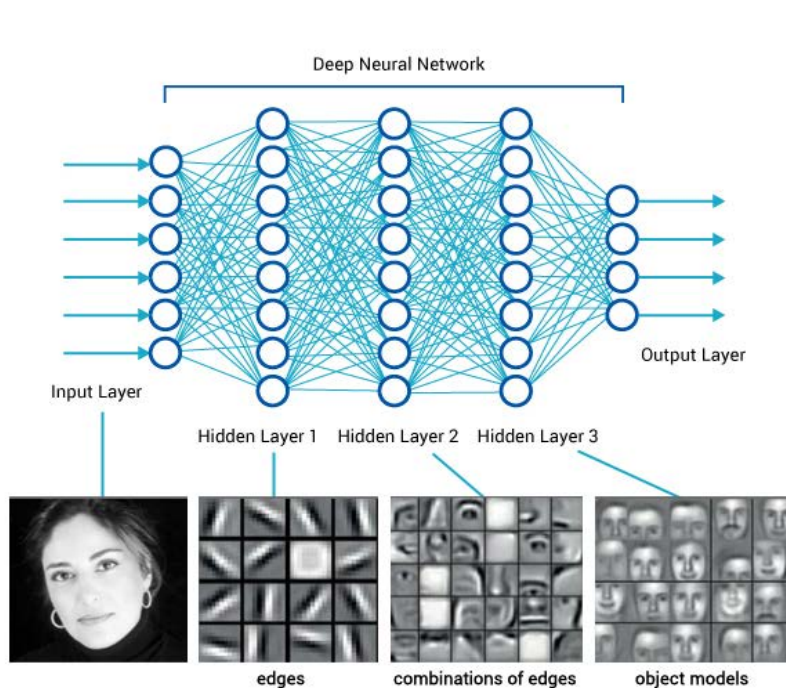 Deep Neural Network
Input Layer
Output Layer
Hidden Layer 1
Hidden Layer 2
Hidden Layer 3
edges
combinations of edges
object models